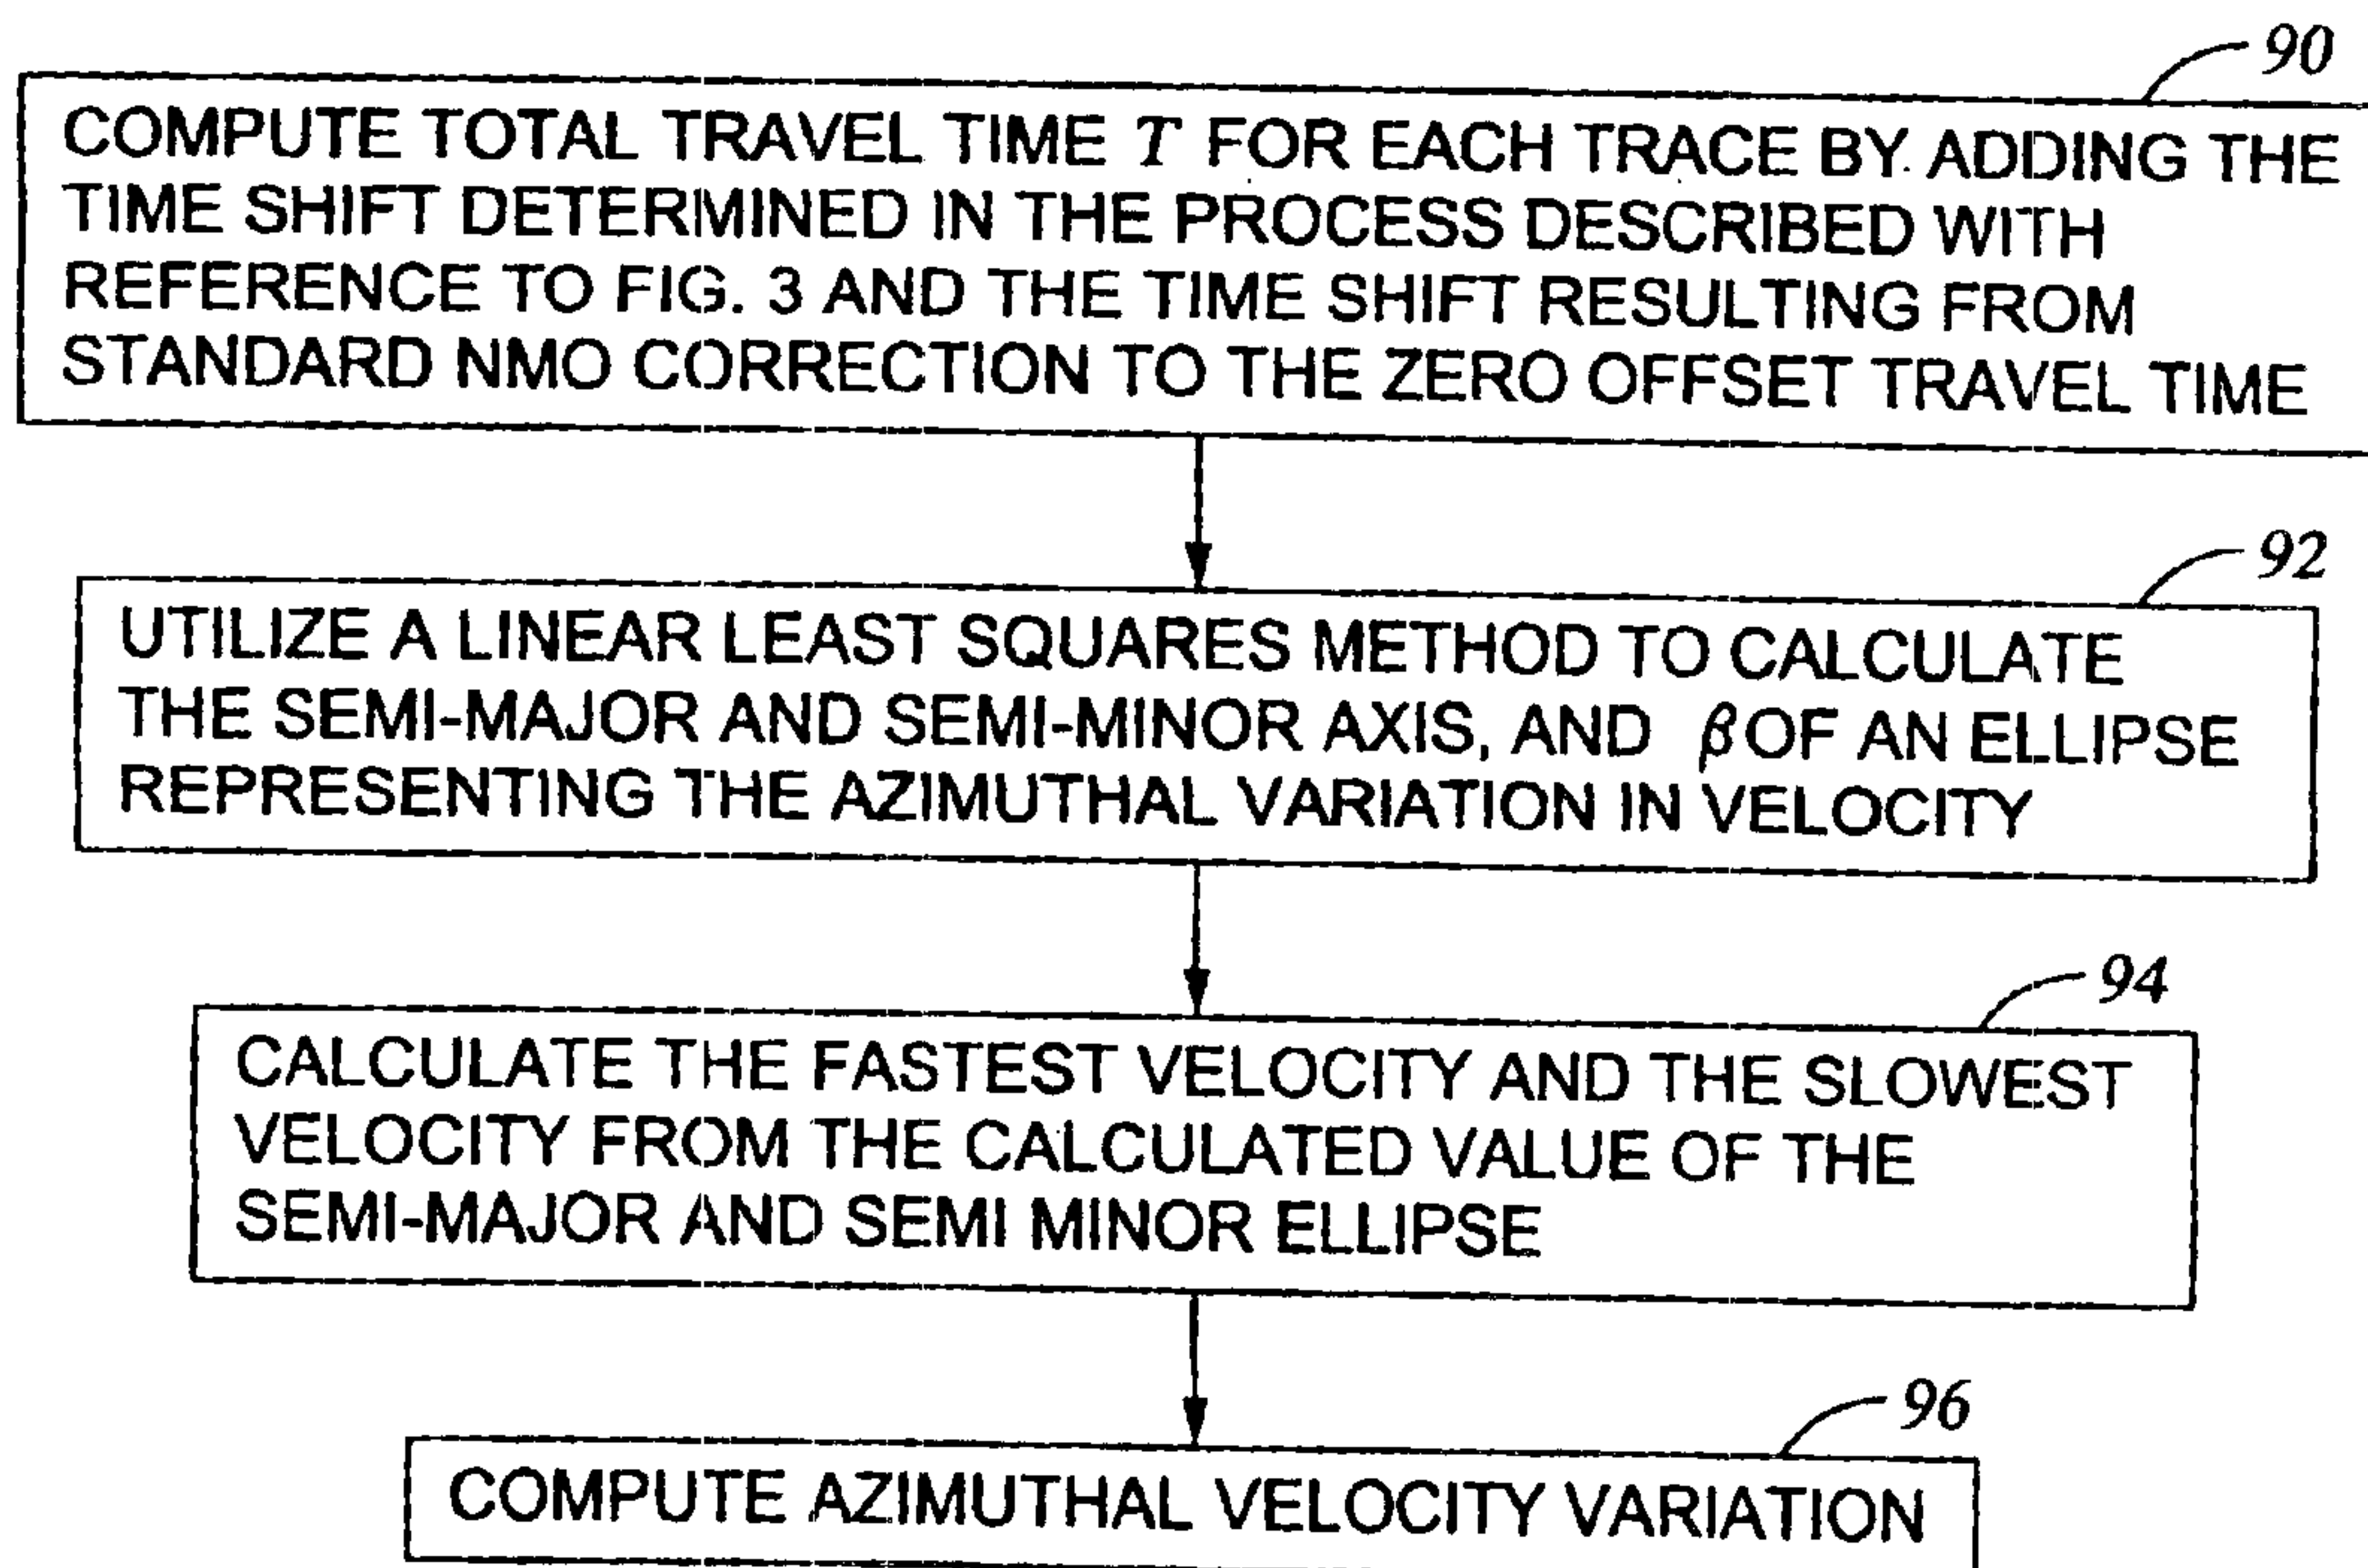 90
COMPUTE TOTAL TRAVEL TIME T FOR EACH TRACE BY ADDING THE
TIME SHIFT DETERMINED IN THE PROCESS DESCRIBED WITH
REFERENCE TO FIG. 3 AND THE TIME SHIFT RESULTING FROM
STANDARD NMO CORRECTION TO THE ZERO OFFSET TRAVEL TIME
92
UTILIZE A LINEAR LEAST SQUARES METHOD TO CALCULATE
THE SEMI-MAJOR AND SEMI-MINOR AXIS, AND β OF AN ELLIPSE
REPRESENTING THE AZIMUTHAL VARIATION IN VELOCITY
94
CALCULATE THE FASTEST VELOCITY AND THE SLOWEST
VELOCITY FROM THE CALCULATED VALUE OF THE
SEMI-MAJOR AND SEMI MINOR ELLIPSE
96
COMPUTE AZIMUTHAL VELOCITY VARIATION